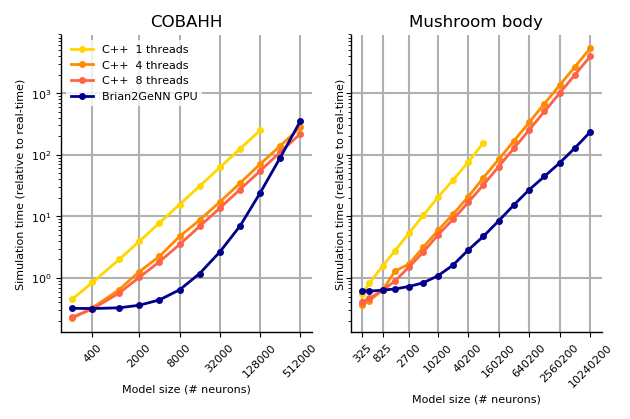 COBAHH
C++ 1 threads
C++ 4 threads
C++ 8 threads
Brian2GeNN GPU
Simulation time (relative to real-time)
10³
10²
10¹
10⁰
400
2000
8000
32000
128000
512000
Model size (# neurons)
Mushroom body
Simulation time (relative to real-time)
10³
10²
10¹
10⁰
325
825
2700
10200
40200
160200
640200
2560200
10240200
Model size (# neurons)